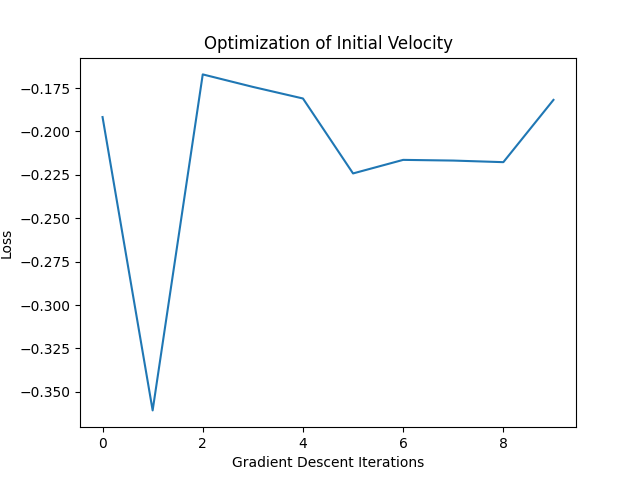 Optimization of Initial Velocity
−0.175
−0.200
−0.225
−0.250
−0.275
−0.300
−0.325
−0.350
Loss
0 2 4 6 8
Gradient Descent Iterations